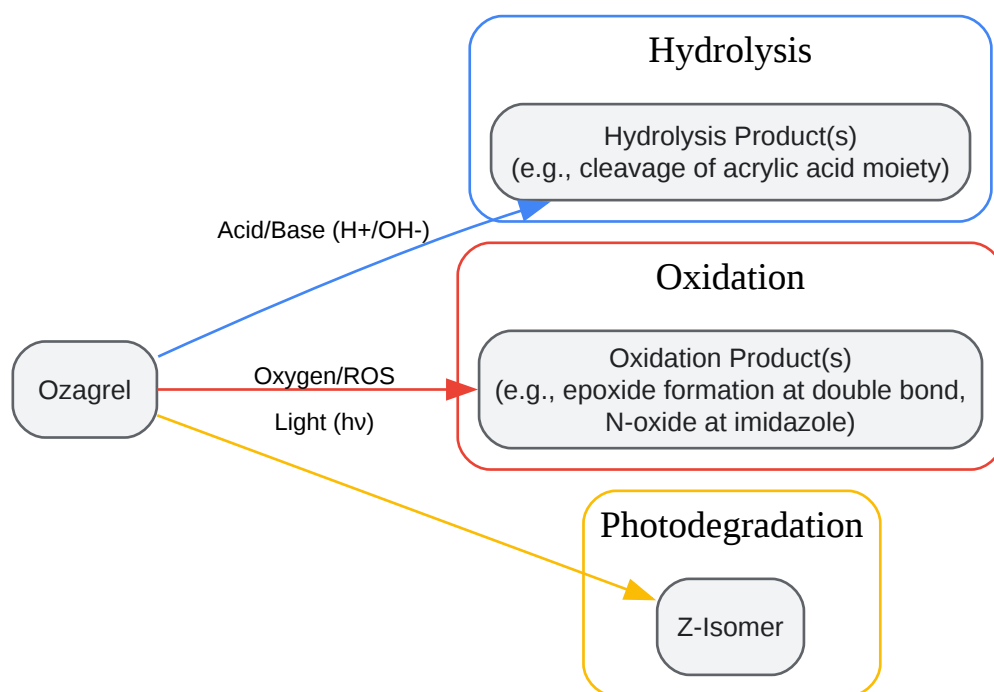 Hydrolysis
Hydrolysis Product(s)
(e.g., cleavage of acrylic acid moiety)
Acid/Base (H+/OH-)
Oxidation
Oxidation Product(s)
(e.g., epoxide formation at double bond,
N-oxide at imidazole)
Oxygen/ROS
Ozagrel
Light (hν)
Photodegradation
Z-Isomer